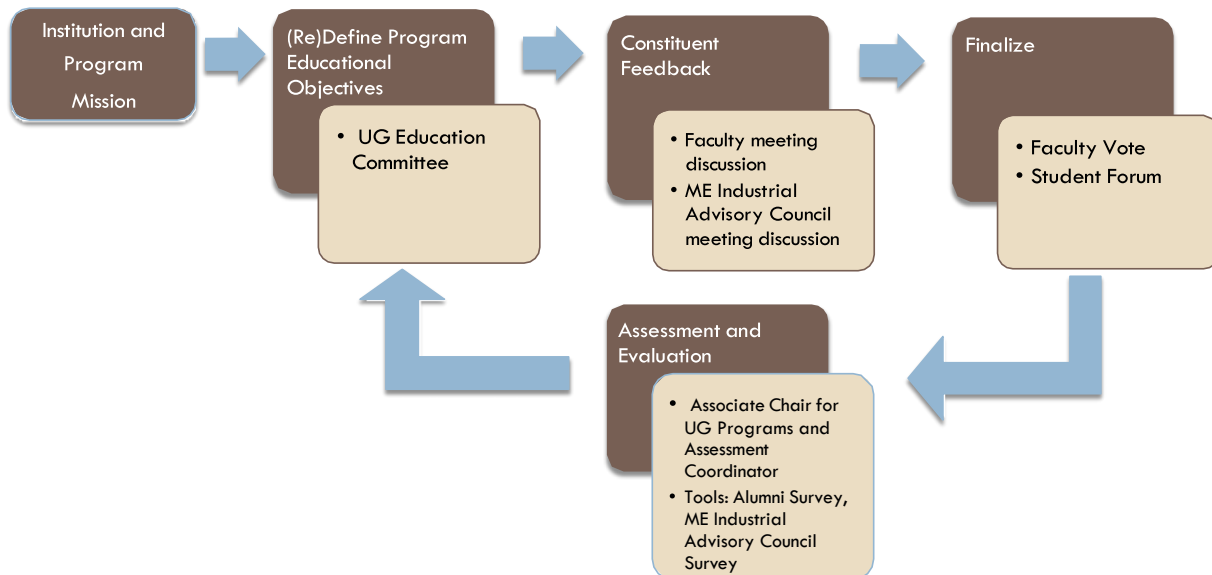 Institution and
Program
Mission
(Re)Define Program
Educational
Objectives
• UG Education
Committee
Constituent
Feedback
• Faculty meeting
discussion
• ME Industrial
Advisory Council
meeting discussion
Finalize
• Faculty Vote
• Student Forum
Assessment and
Evaluation
• Associate Chair for
UG Programs and
Assessment
Coordinator
• Tools: Alumni Survey,
ME Industrial
Advisory Council
Survey